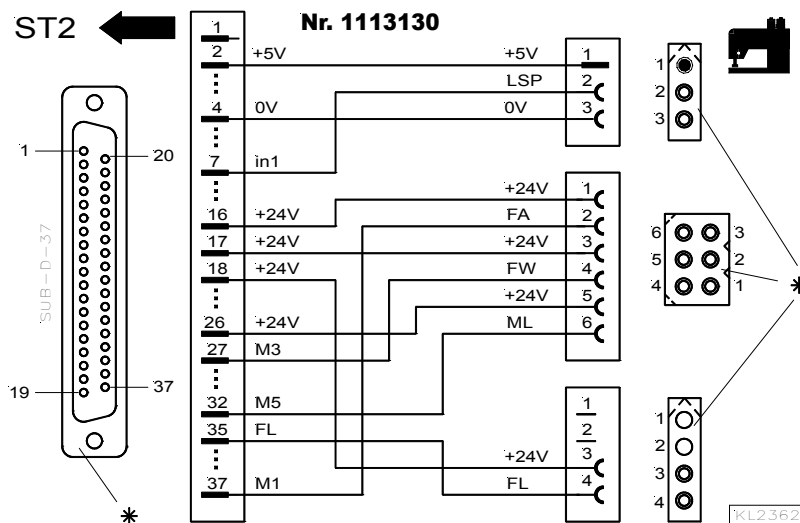 ST2
Nr. 1113130
1
2 +5V +5V 1
LSP 2
4 0V 0V 3
7 in1
+24V 1
16 +24V FA 2
17 +24V +24V 3
18 +24V FW 4
+24V 5
26 +24V ML 6
27 M3
32 M5
35 FL
37 M1
1
2
+24V 3
FL 4
1
20
SUB-D-37
19
37
1
2
3
6 3
5 2
4 1
*
1
2
3
4
*
KL2362